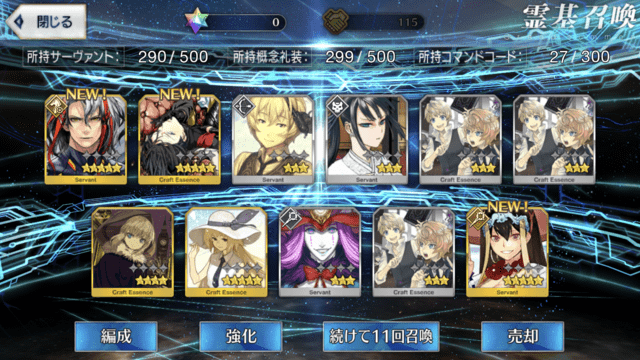 閉じる
0
115
霊基召喚
所持サーヴァント: 290/500
所持概念礼装: 299/500
所持コマンドコード: 27/300
NEW!
NEW!
Servant
Craft Essence
Servant
Servant
Craft Essence
Craft Essence
NEW!
Craft Essence
Craft Essence
Servant
Craft Essence
Servant
編成
強化
続けて11回召喚
売却